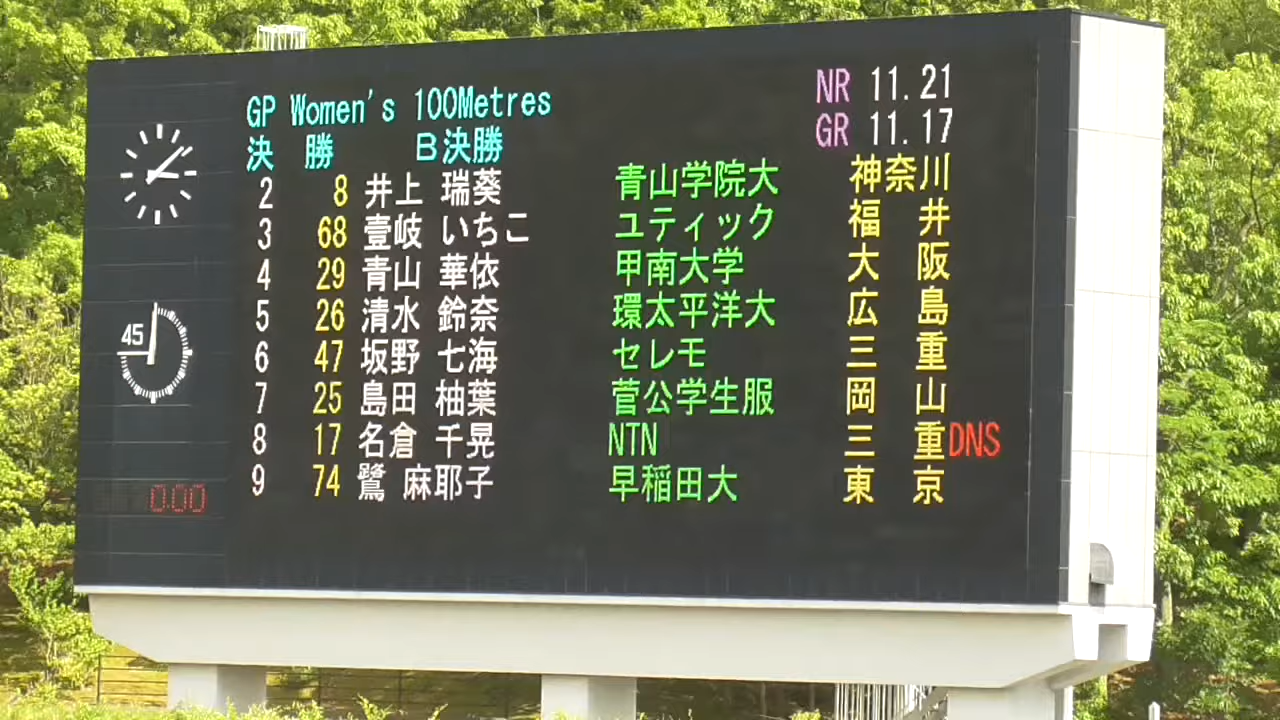 GP Women's 100Metres NR 11.21
決 勝 B決勝 GR 11.17
2 8 井上 瑞葵 青山学院大 神奈川
3 68 壹岐 いちこ ユティック 福 井
4 29 青山 華依 甲南大学 大 阪
5 26 清水 鈴奈 環太平洋大 広 島
6 47 坂野 七海 セレモ 三 重
7 25 島田 柚葉 菅公学生服 岡 山
8 17 名倉 千晃 NTN 三 重DNS
9 74 鷺 麻耶子 早稲田大 東 京
45
0:00